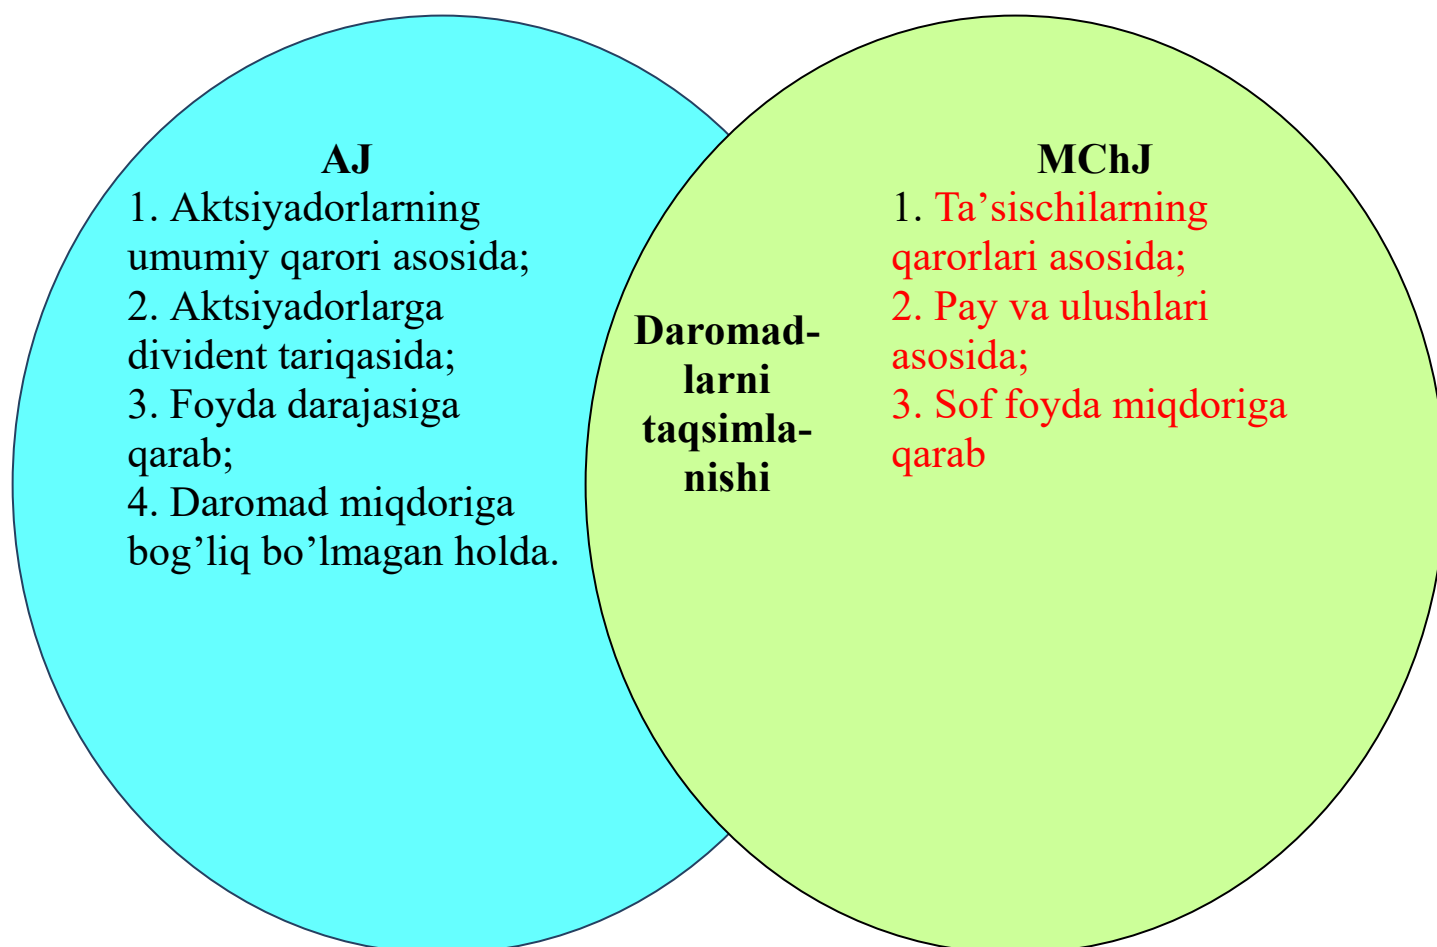 AJ
1. Aktsiyadorlarning
umumiy qarori asosida;
2. Aktsiyadorlarga
divident tariqasida;
3. Foyda darajasiga
qarab;
4. Daromad miqdoriga
bog’liq bo’lmagan holda.
Daromad-
larni
taqsimla-
nishi
MChJ
1. Ta’sischilarning
qarorlari asosida;
2. Pay va ulushlari
asosida;
3. Sof foyda miqdoriga
qarab